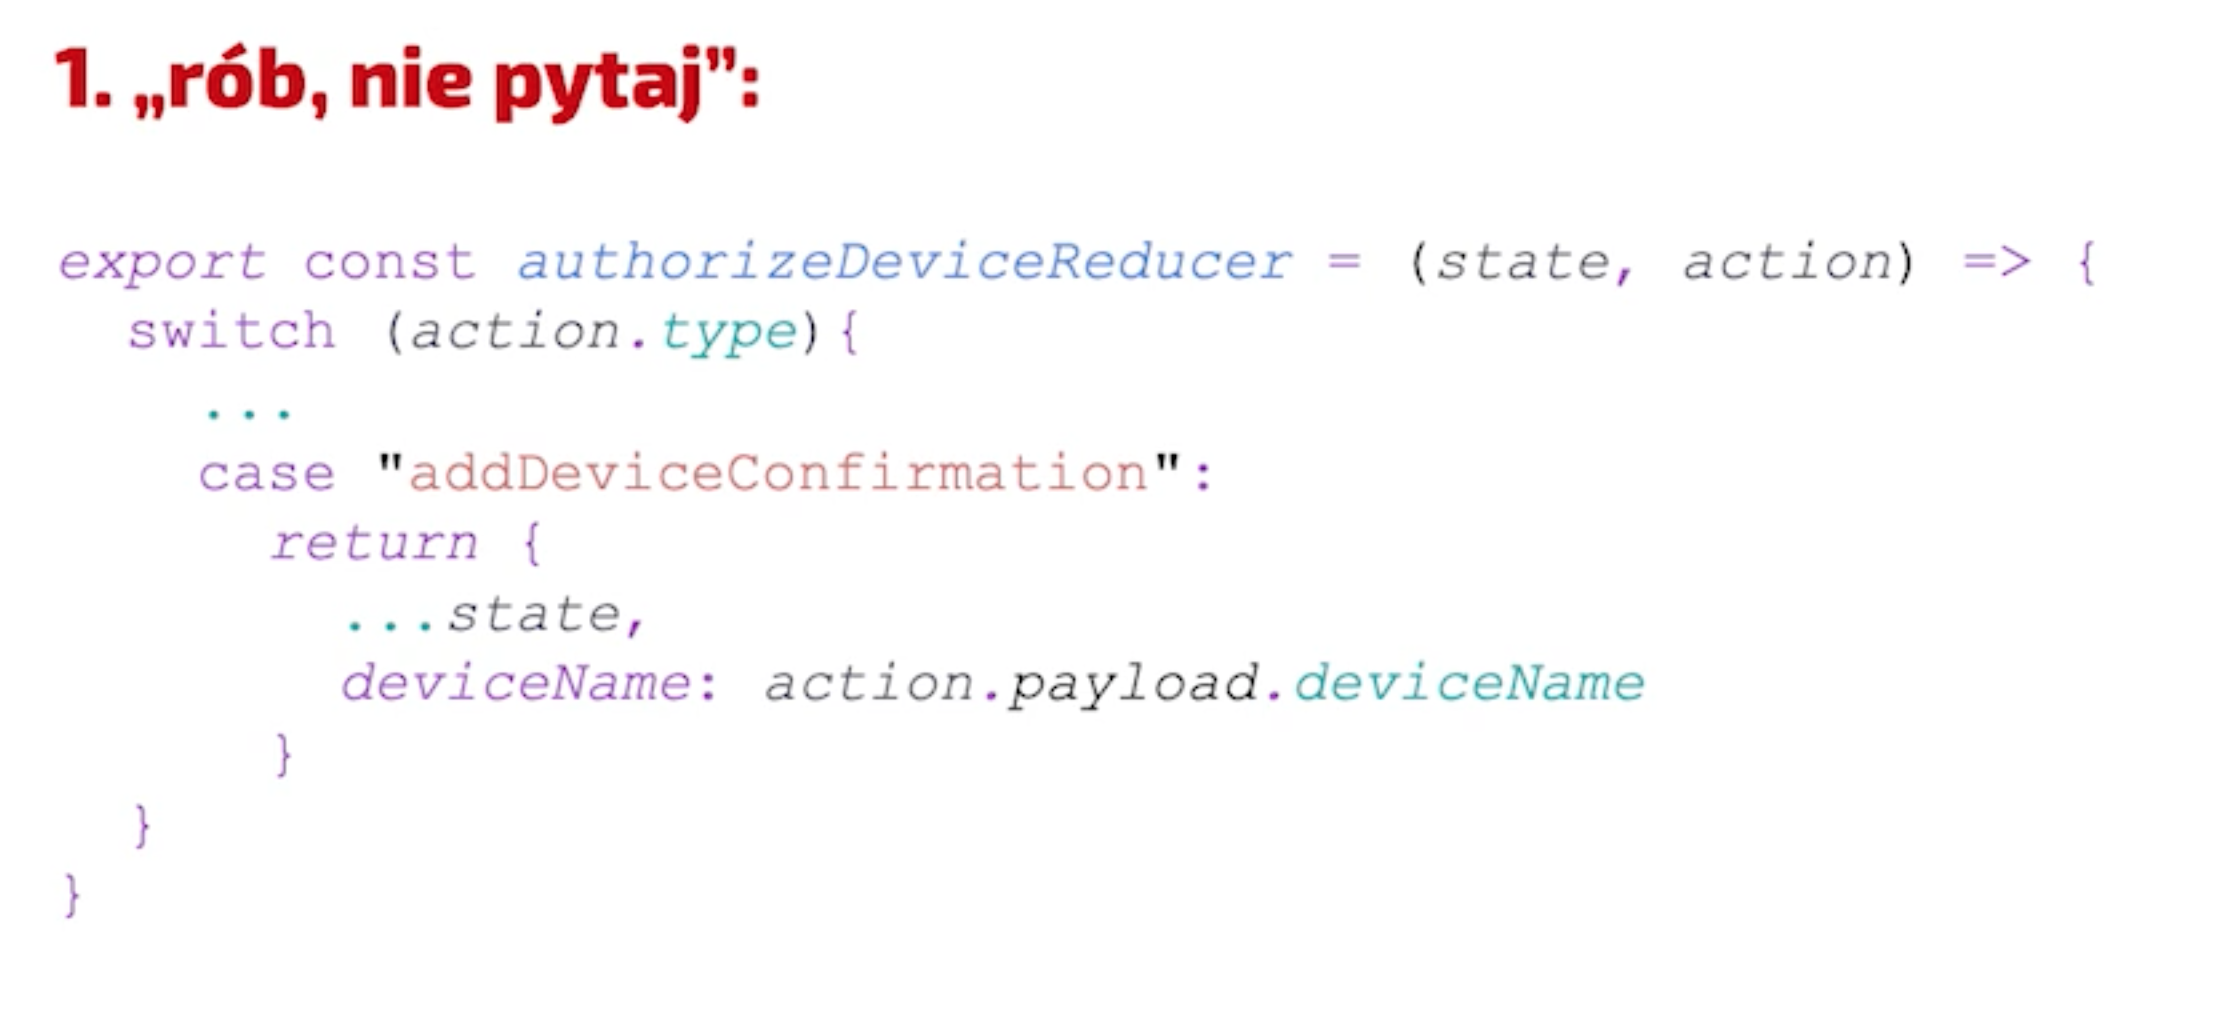 1. „rób, nie pytaj”:
export const authorizeDeviceReducer = (state, action) => {
switch (action.type){
...
case "addDeviceConfirmation":
return {
...state,
deviceName: action.payload.deviceName
}
}
}